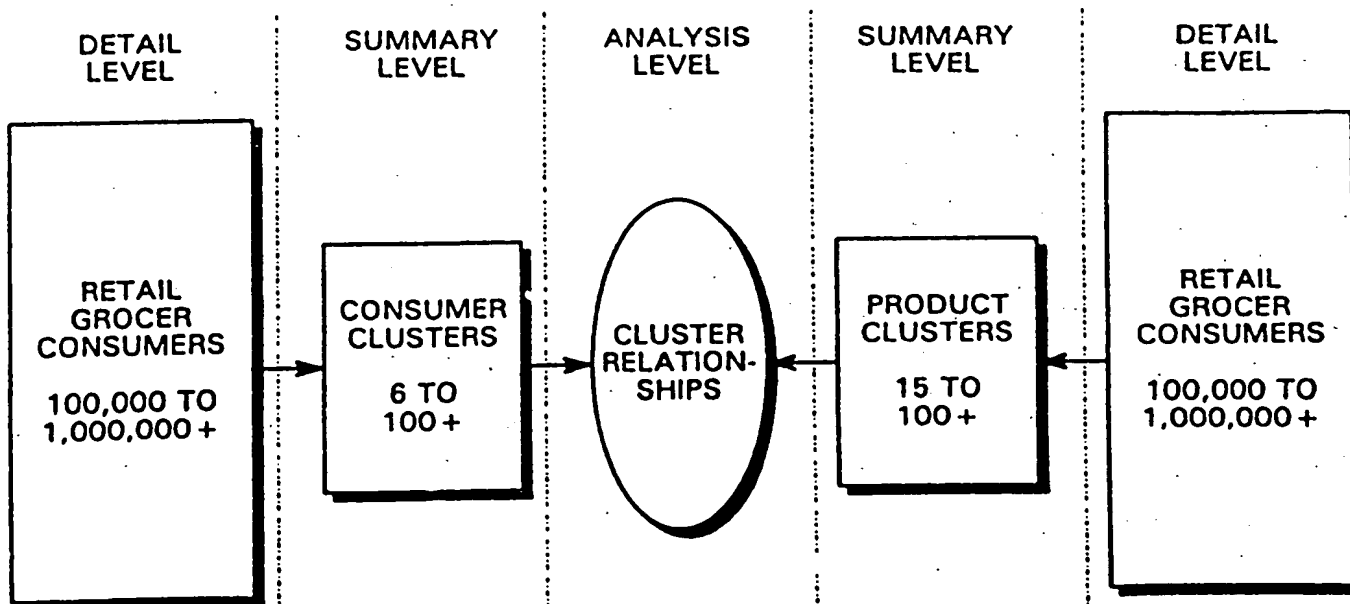 DETAIL
LEVEL
SUMMARY
LEVEL
ANALYSIS
LEVEL
SUMMARY
LEVEL
DETAIL
LEVEL
RETAIL
GROCER
CONSUMERS
100,000 TO
1,000,000+
CONSUMER
CLUSTERS
6 TO
100+
CLUSTER
RELATION-
SHIPS
PRODUCT
CLUSTERS
15 TO
100+
RETAIL
GROCER
CONSUMERS
100,000 TO
1,000,000+